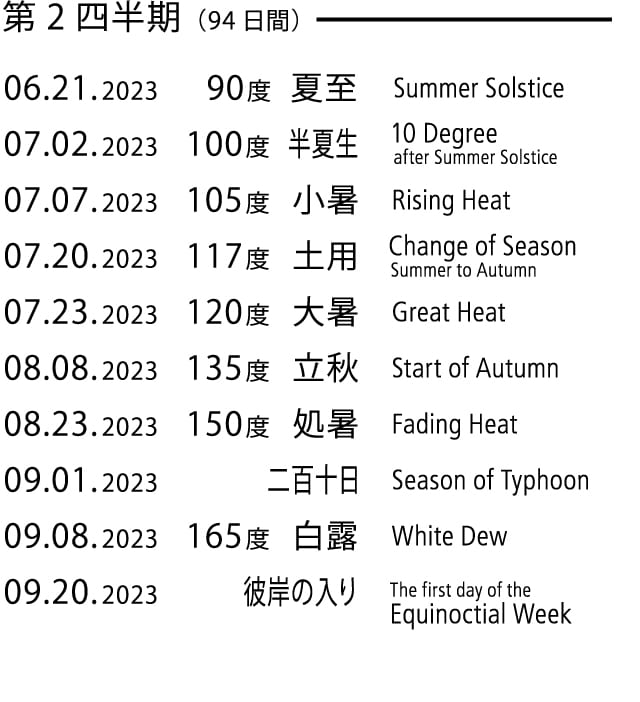 第2四半期（94日間）
06.21.2023 90度 夏至 Summer Solstice
07.02.2023 100度 半夏生 10 Degree
after Summer Solstice
07.07.2023 105度 小暑 Rising Heat
07.20.2023 117度 土用 Change of Season
Summer to Autumn
07.23.2023 120度 大暑 Great Heat
08.08.2023 135度 立秋 Start of Autumn
08.23.2023 150度 処暑 Fading Heat
09.01.2023 二百十日 Season of Typhoon
09.08.2023 165度 白露 White Dew
09.20.2023 彼岸の入り The first day of the
Equinoctial Week